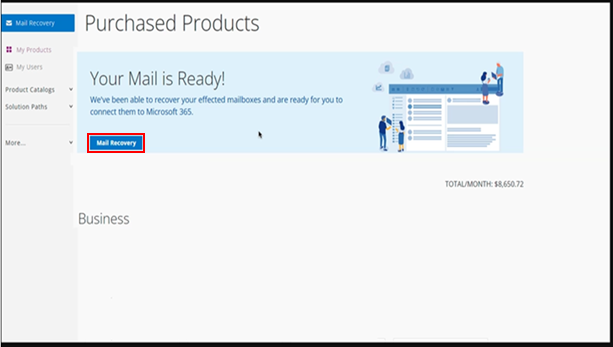 Mail Recovery
My Products
My Users
Product Catalogs
Solution Paths
More...
Purchased Products
Your Mail is Ready!
We've been able to recover your effected mailboxes and are ready for you to
connect them to Microsoft 365.
Mail Recovery
TOTAL/MONTH: $8,650.72
Business